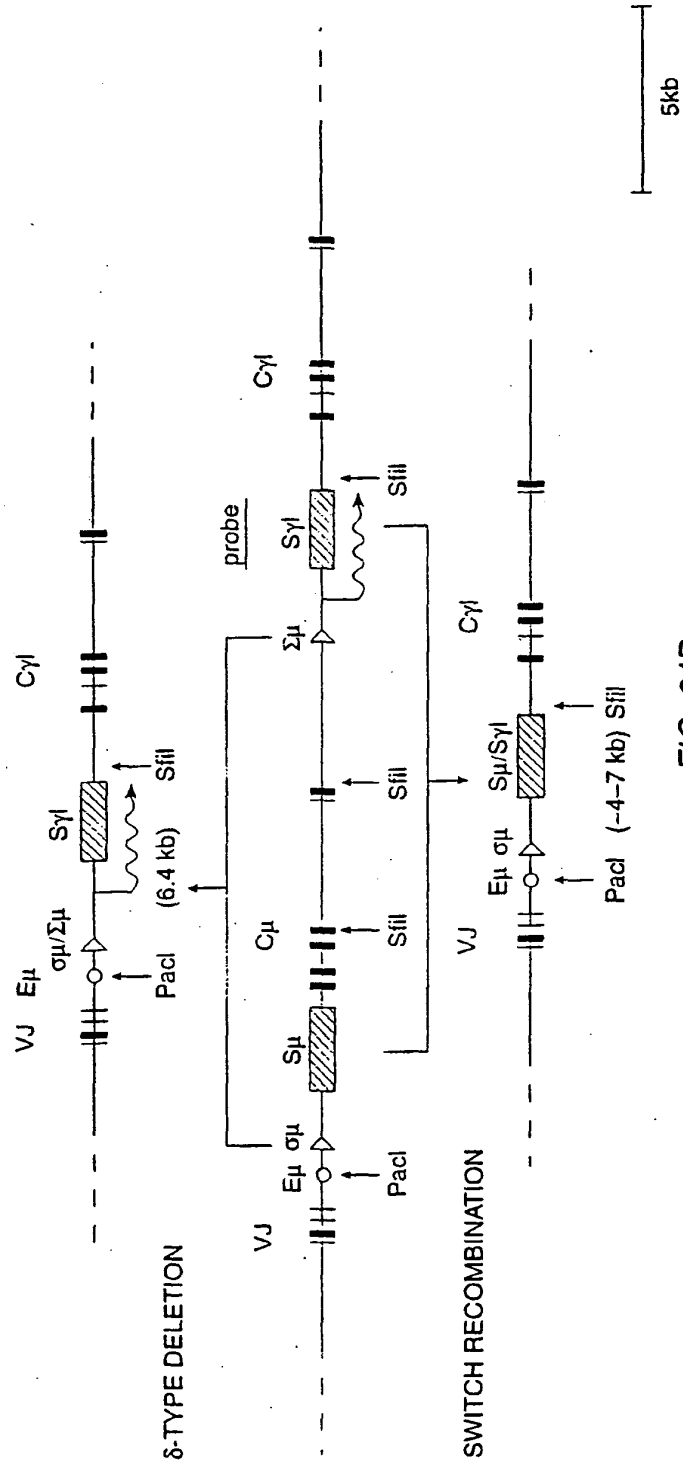 VJ Eμ σμ/Σμ Sγl Cγl
PacI SfiI
(6.4 kb)
δ-TYPE DELETION
probe
VJ Eμ σμ Sμ Cμ Σμ Sγl Cγl
PacI SfiI SfiI SfiI
SWITCH RECOMBINATION
VJ Eμ σμ Sμ/Sγl Cγl
PacI (~4–7 kb) SfiI
5kb